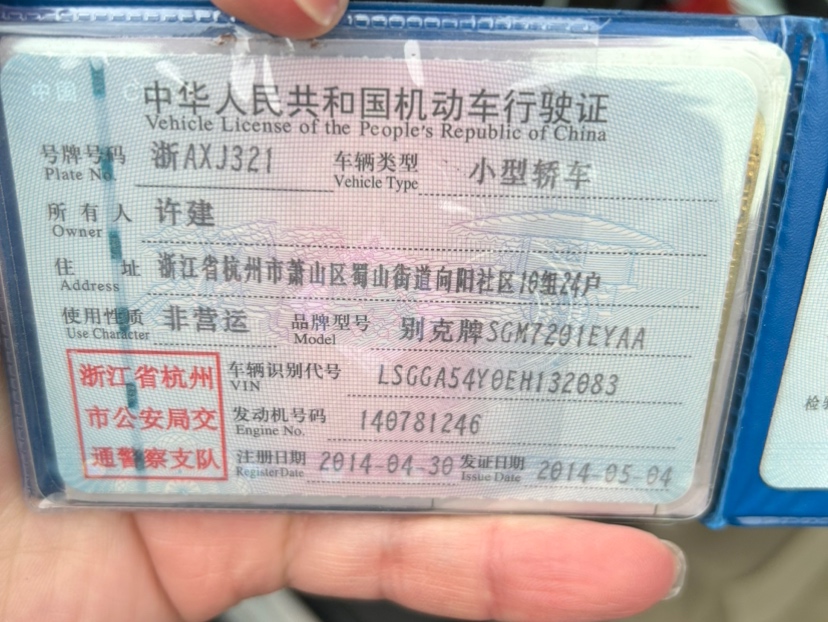 中国
中华人民共和国机动车行驶证
Vehicle License of the People's Republic of China
号牌号码 浙AXJ321 车辆类型 小型轿车
Plate No. Vehicle Type
所有人 许建
Owner
住址 浙江省杭州市萧山区蜀山街道向阳社区10组24户
Address
使用性质 非营运 品牌型号 别克牌SGM7201EYAA
Use Character Model
浙江省杭州
市公安局交
通警察支队
车辆识别代号 LSGGA54Y0EH132083
VIN
发动机号码 140781246
Engine No.
注册日期 2014-04-30 发证日期 2014-05-04
Register Date Issue Date
检